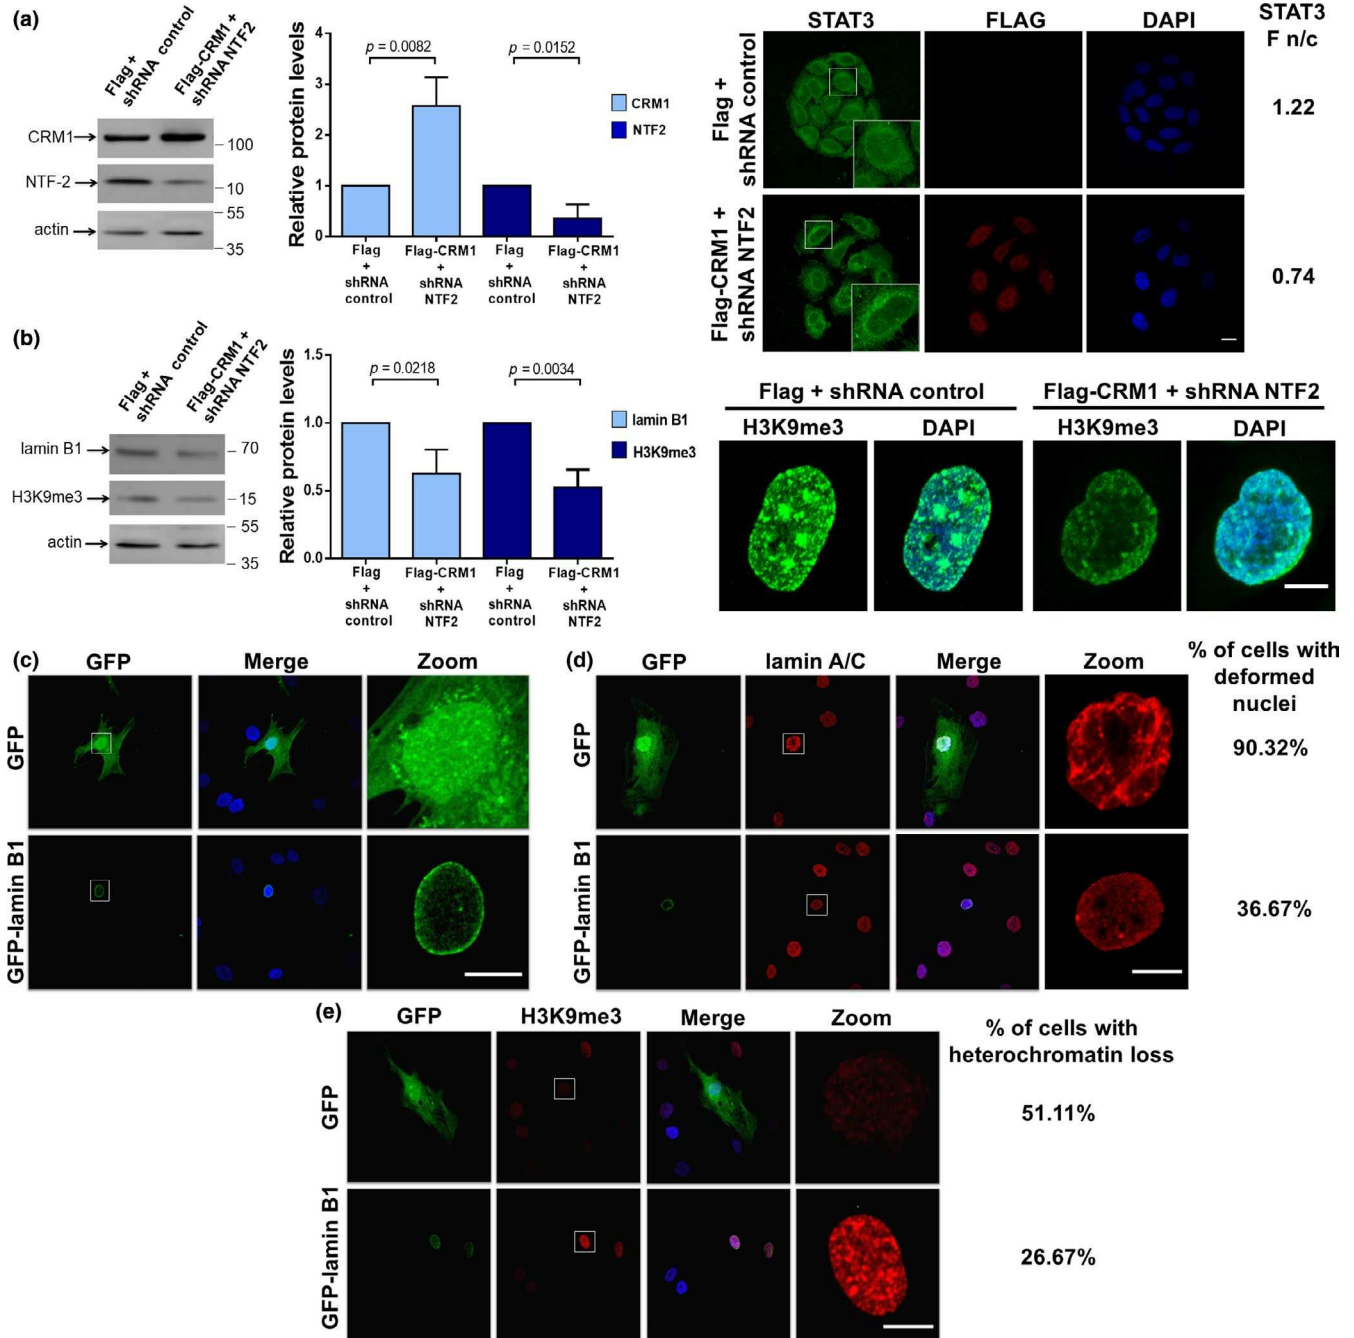 (a)
Flag +
shRNA control
Flag-CRM1 +
shRNA NTF2
CRM1
100
NTF-2
10
actin
55
35
Relative protein levels
4
3
2
1
0
p = 0.0082
p = 0.0152
CRM1
NTF2
Flag
+
shRNA
control
Flag-CRM1
+
shRNA
NTF2
Flag
+
shRNA
control
Flag-CRM1
+
shRNA
NTF2
STAT3
FLAG
DAPI
STAT3
F n/c
Flag +
shRNA control
1.22
Flag-CRM1 +
shRNA NTF2
0.74
(b)
Flag +
shRNA control
Flag-CRM1 +
shRNA NTF2
lamin B1
70
H3K9me3
15
actin
55
35
Relative protein levels
1.5
1.0
0.5
0.0
p = 0.0218
p = 0.0034
lamin B1
H3K9me3
Flag
+
shRNA
control
Flag-CRM1
+
shRNA
NTF2
Flag
+
shRNA
control
Flag-CRM1
+
shRNA
NTF2
Flag + shRNA control
Flag-CRM1 + shRNA NTF2
H3K9me3
DAPI
H3K9me3
DAPI
(c)
GFP
Merge
Zoom
GFP
GFP-lamin B1
(d)
GFP
lamin A/C
Merge
Zoom
% of cells with
deformed
nuclei
GFP
90.32%
GFP-lamin B1
36.67%
(e)
GFP
H3K9me3
Merge
Zoom
% of cells with
heterochromatin loss
GFP
51.11%
GFP-lamin B1
26.67%